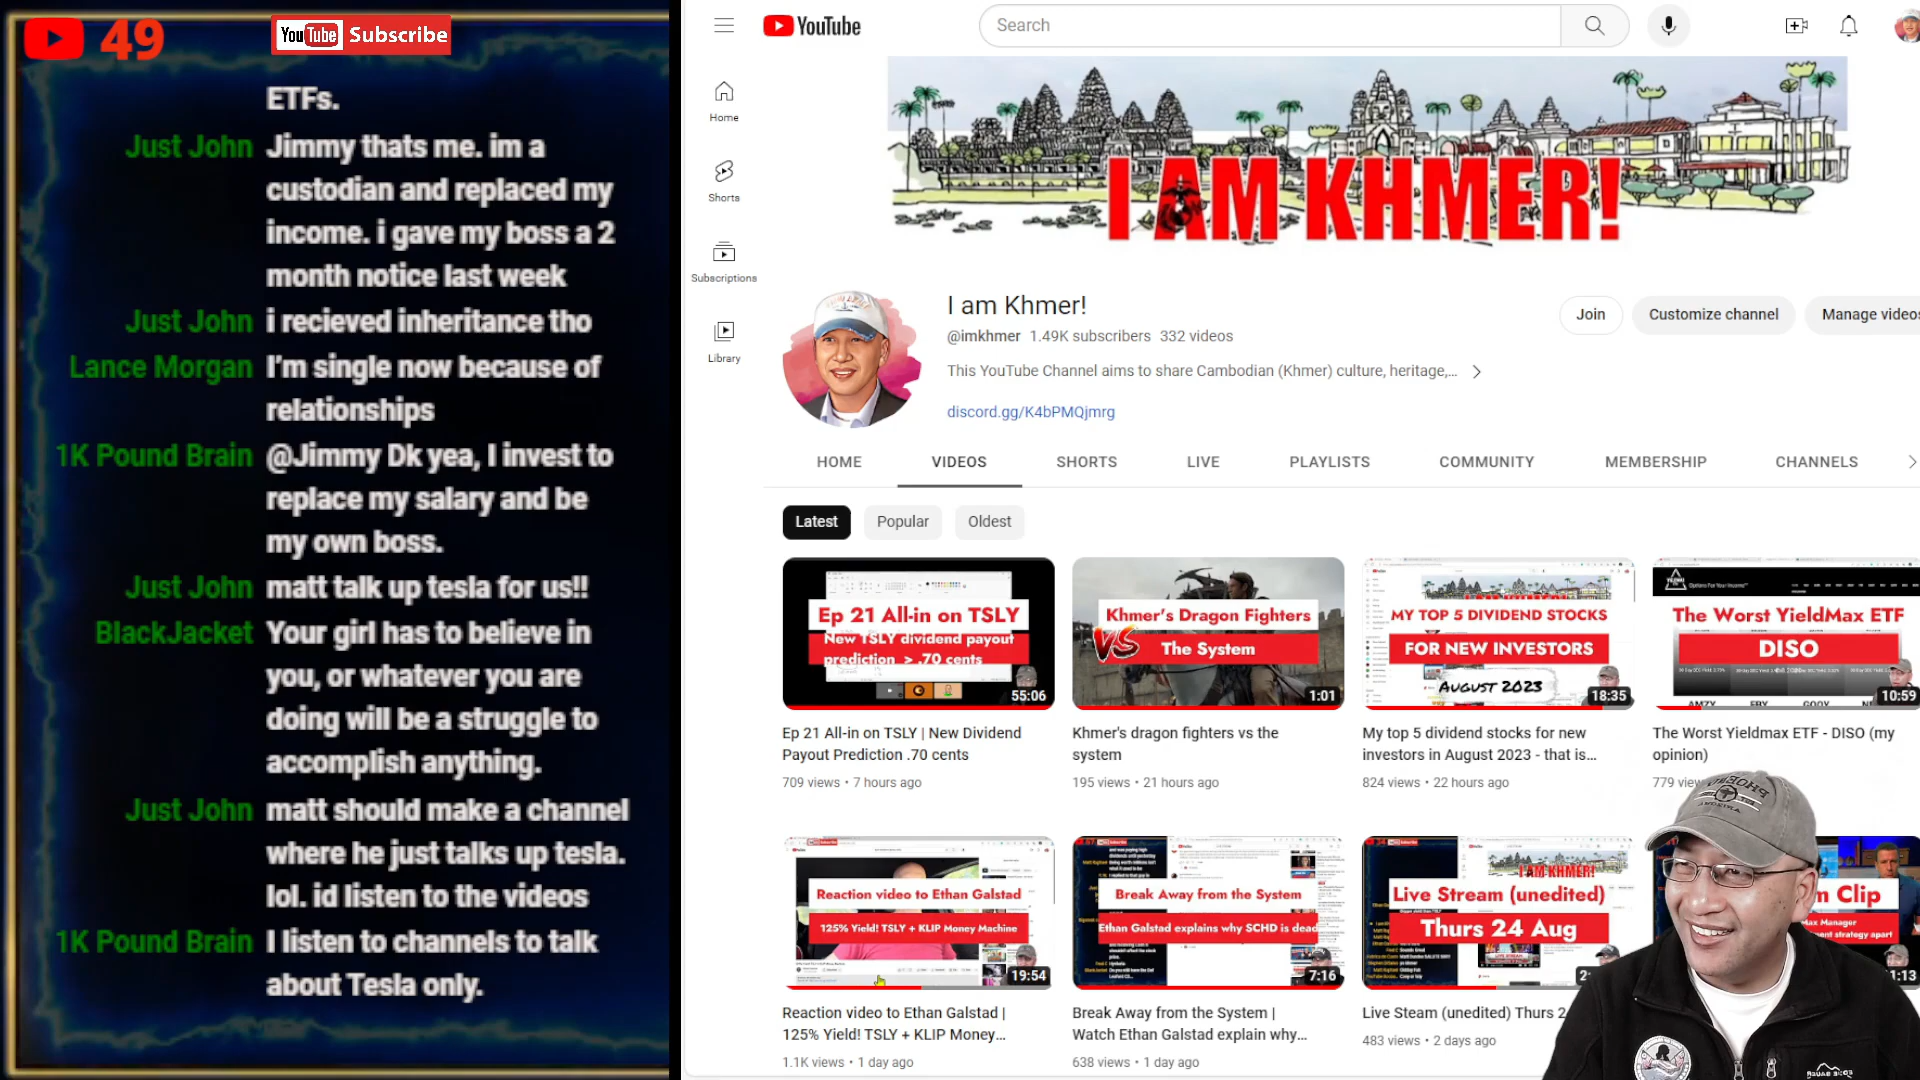 49
YouTube Subscribe
ETFs.
Just John Jimmy thats me. im a
custodian and replaced my
income. i gave my boss a 2
month notice last week
Just John i recieved inheritance tho
Lance Morgan I'm single now because of
relationships
1K Pound Brain @Jimmy Dk yea, I invest to
replace my salary and be
my own boss.
Just John matt talk up tesla for us!!
BlackJacket Your girl has to believe in
you, or whatever you are
doing will be a struggle to
accomplish anything.
Just John matt should make a channel
where he just talks up tesla.
lol. id listen to the videos
1K Pound Brain I listen to channels to talk
about Tesla only.
YouTube
Search
Home
Shorts
Subscriptions
Library
I AM KHMER!
I am Khmer!
@imkhmer 1.49K subscribers 332 videos
This YouTube Channel aims to share Cambodian (Khmer) culture, heritage,...
discord.gg/K4bPMQjmrg
Join
Customize channel
Manage videos
HOME VIDEOS SHORTS LIVE PLAYLISTS COMMUNITY MEMBERSHIP CHANNELS
Latest Popular Oldest
Ep 21 All-in on TSLY
New TSLY dividend payout
prediction > .70 cents
55:06
Ep 21 All-in on TSLY | New Dividend
Payout Prediction .70 cents
709 views • 7 hours ago
Khmer's Dragon Fighters
VS The System
1:01
Khmer's dragon fighters vs the
system
195 views • 21 hours ago
MY TOP 5 DIVIDEND STOCKS
FOR NEW INVESTORS
AUGUST 2023
18:35
My top 5 dividend stocks for new
investors in August 2023 - that is...
824 views • 22 hours ago
The Worst YieldMax ETF
DISO
10:59
The Worst Yieldmax ETF - DISO (my
opinion)
779
Reaction video to Ethan Galstad
125% Yield! TSLY + KLIP Money Machine
19:54
Reaction video to Ethan Galstad |
125% Yield! TSLY + KLIP Money...
1.1K views • 1 day ago
Break Away from the System
Ethan Galstad explains why SCHD is dead
7:16
Break Away from the System |
Watch Ethan Galstad explain why...
638 views • 1 day ago
I AM KHMER!
Live Stream (unedited)
Thurs 24 Aug
Live Steam (unedited) Thurs 2
483 views • 2 days ago
Clip
Manager
strategy apart
1:13
PHOENIX
ARIZONA